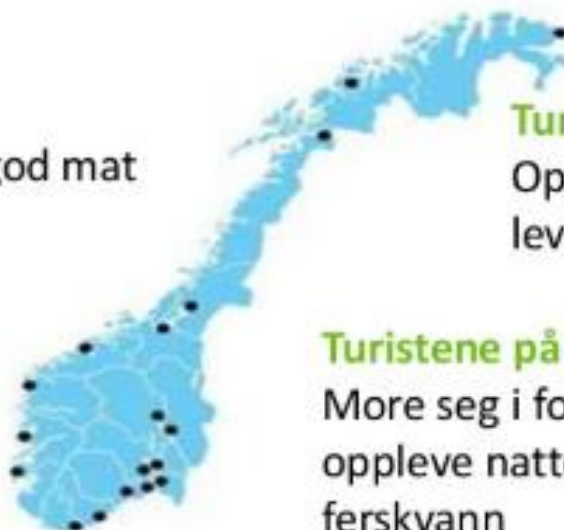 god mat
Tur
Op
lev
Turistene på
More seg i fo
oppleve natt
ferskvann